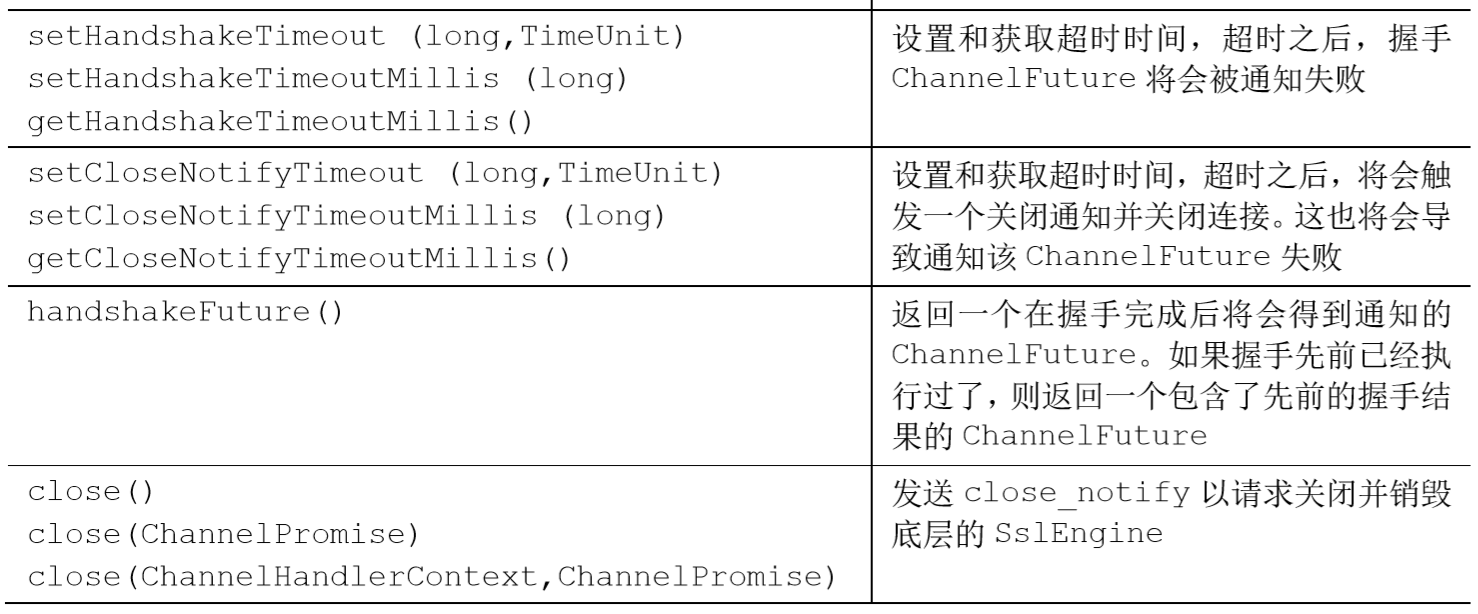 setHandshakeTimeout (long,TimeUnit)
setHandshakeTimeoutMillis (long)
getHandshakeTimeoutMillis()
设置和获取超时时间，超时之后，握手
ChannelFuture 将会被通知失败
setCloseNotifyTimeout (long,TimeUnit)
setCloseNotifyTimeoutMillis (long)
getCloseNotifyTimeoutMillis()
设置和获取超时时间，超时之后，将会触
发一个关闭通知并关闭连接。这也将会导
致通知该 ChannelFuture 失败
handshakeFuture()
返回一个在握手完成后将会得到通知的
ChannelFuture。如果握手先前已经执
行过了，则返回一个包含了先前的握手结
果的 ChannelFuture
close()
close(ChannelPromise)
close(ChannelHandlerContext,ChannelPromise)
发送 close_notify 以请求关闭并销毁
底层的 SslEngine